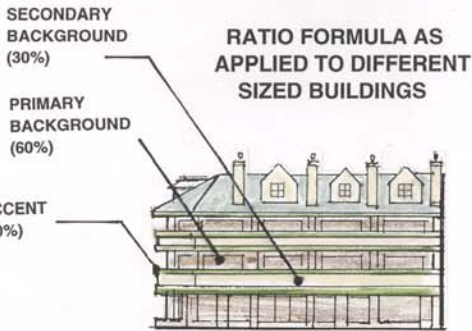 SECONDARY
BACKGROUND
(30%)
RATIO FORMULA AS
APPLIED TO DIFFERENT
SIZED BUILDINGS
PRIMARY
BACKGROUND
(60%)
CCENT
0%)